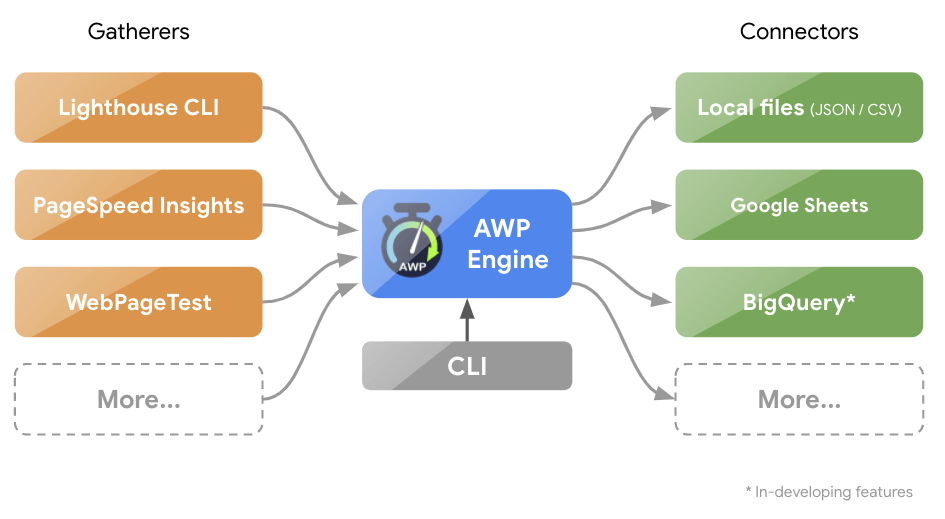 Gatherers
Connectors
Lighthouse CLI
Local files (JSON / CSV)
PageSpeed Insights
Google Sheets
AWP
AWP
Engine
WebPageTest
BigQuery*
CLI
More...
More...
* In-developing features